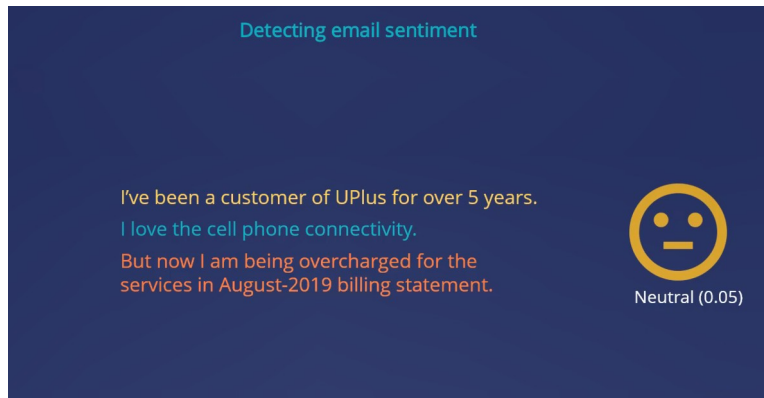 Detecting email sentiment
I've been a customer of UPlus for over 5 years.
I love the cell phone connectivity.
But now I am being overcharged for the
services in August-2019 billing statement.
Neutral (0.05)